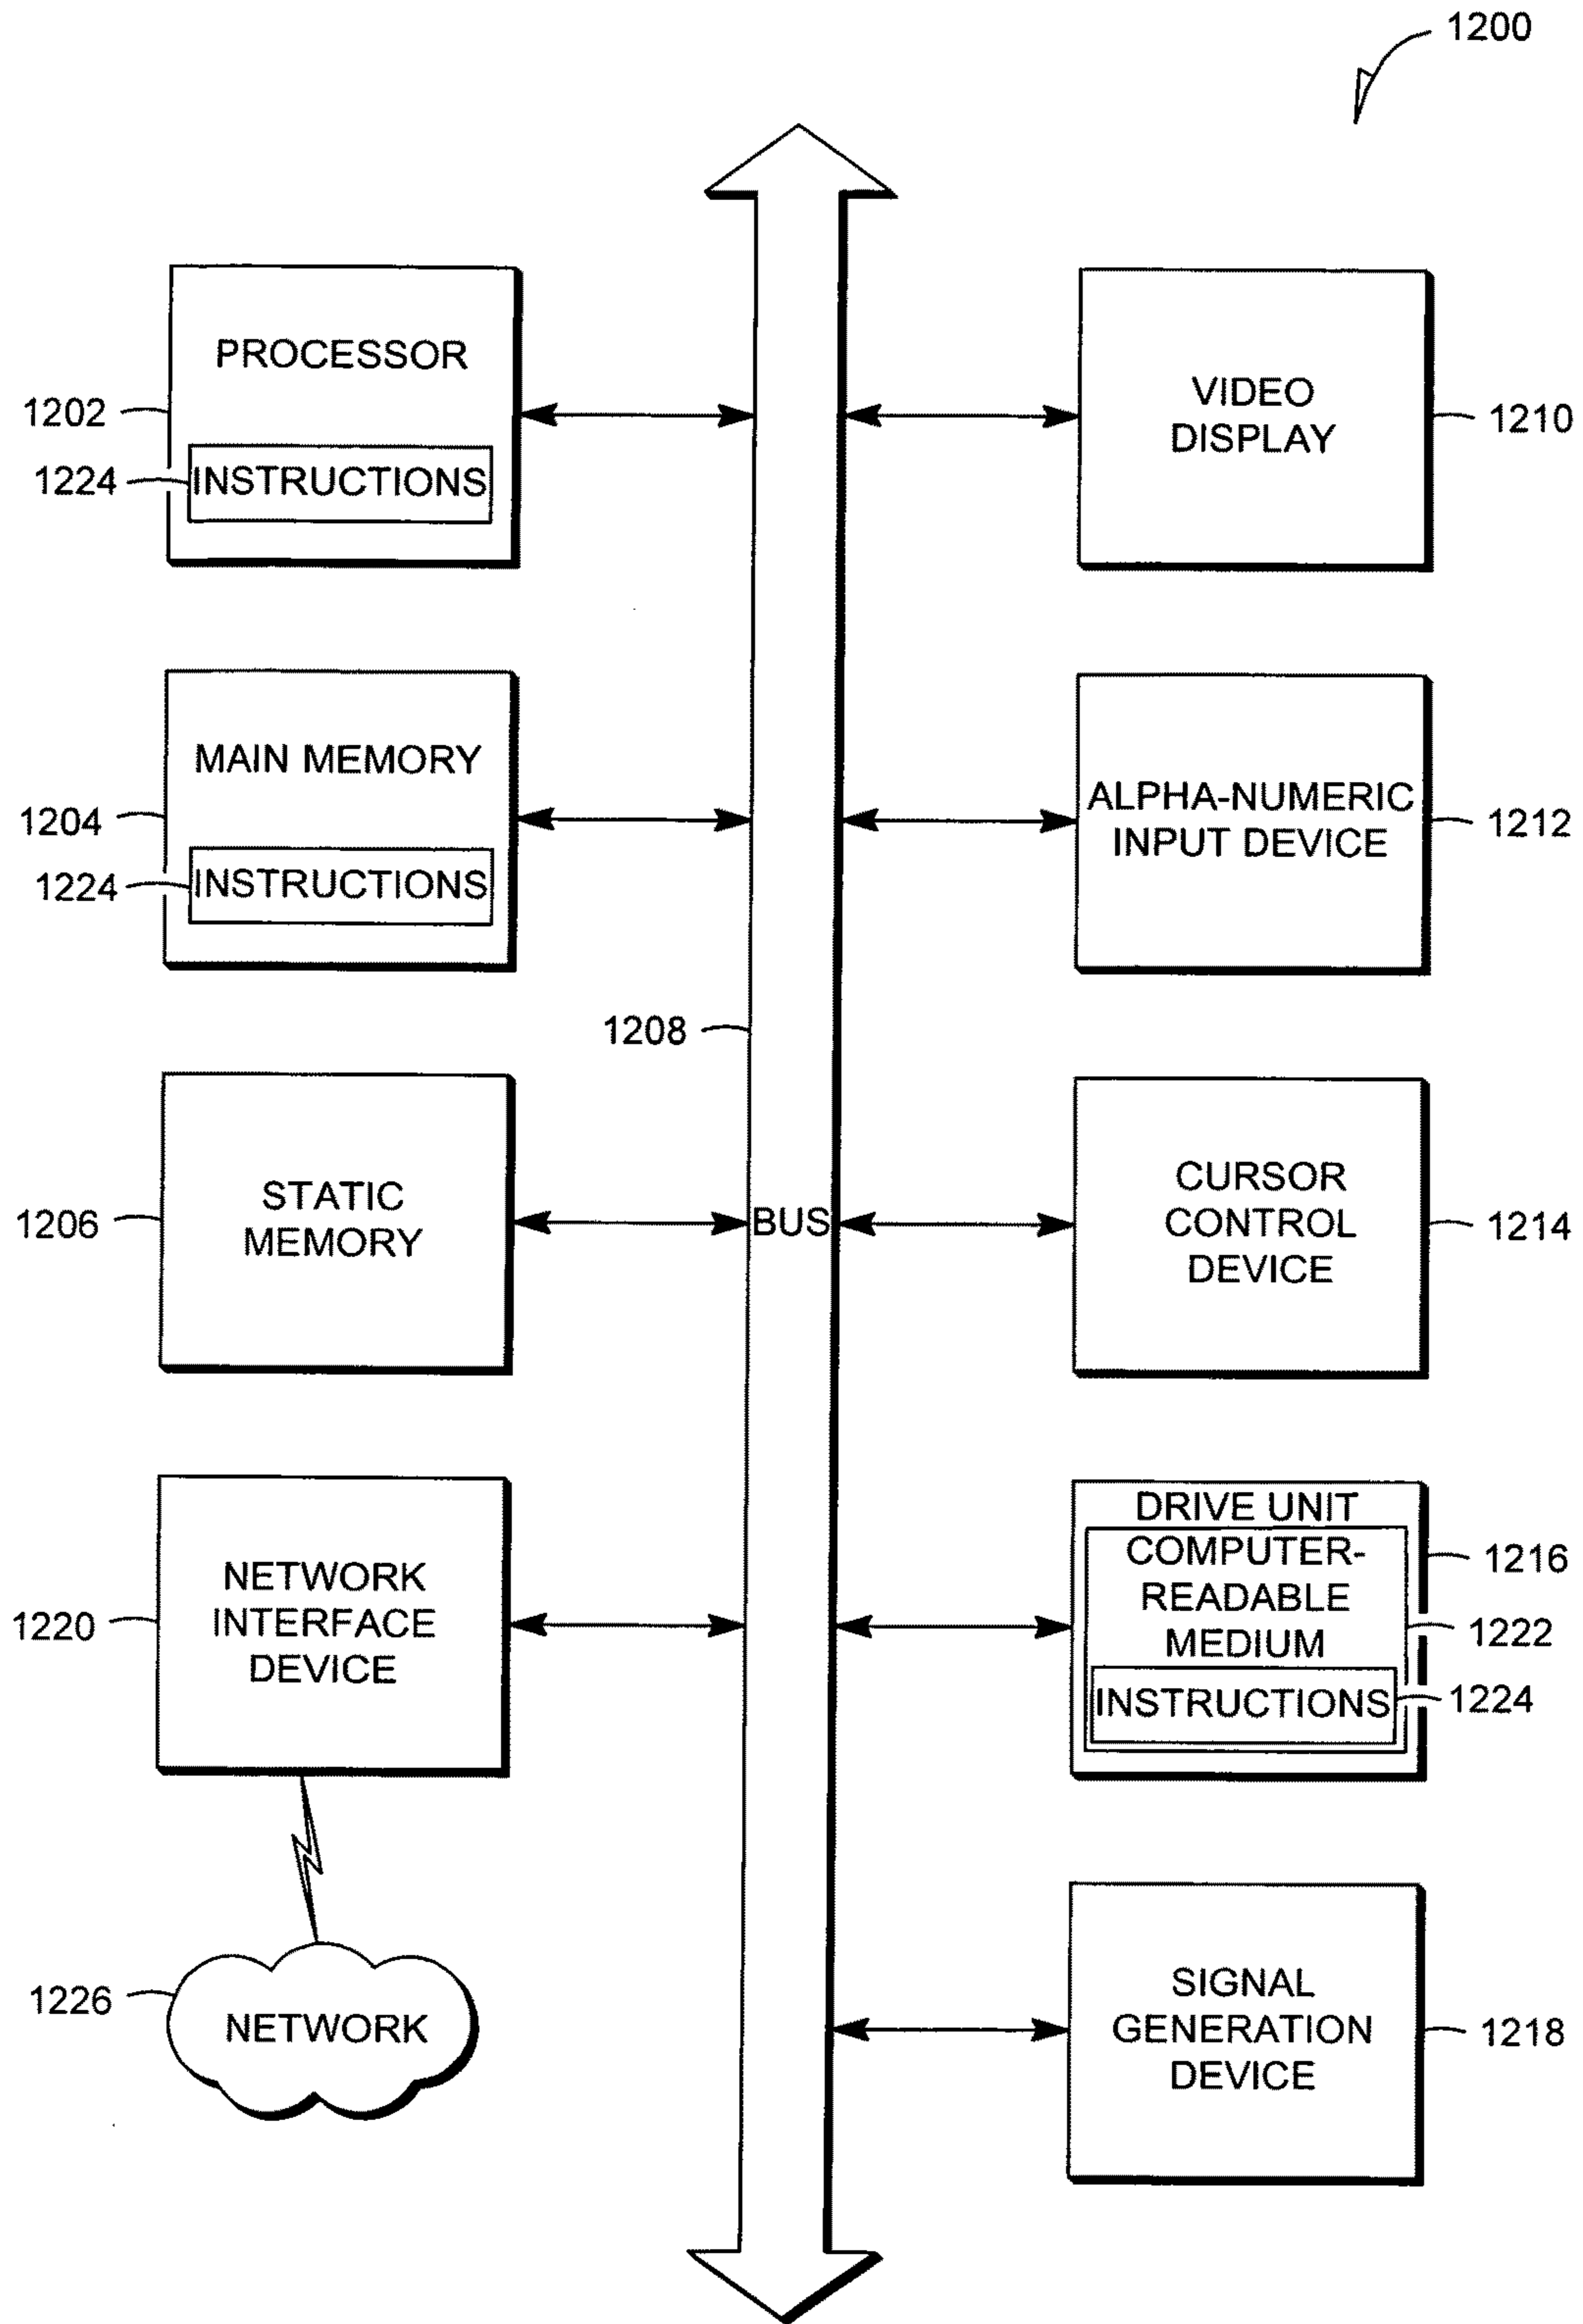 1200
PROCESSOR
1202
1224
INSTRUCTIONS
VIDEO
DISPLAY
1210
MAIN MEMORY
1204
1224
INSTRUCTIONS
ALPHA-NUMERIC
INPUT DEVICE
1212
1208
STATIC
MEMORY
1206
BUS
CURSOR
CONTROL
DEVICE
1214
NETWORK
INTERFACE
DEVICE
1220
DRIVE UNIT
COMPUTER-
READABLE
MEDIUM
INSTRUCTIONS
1216
1222
1224
1226
NETWORK
SIGNAL
GENERATION
DEVICE
1218